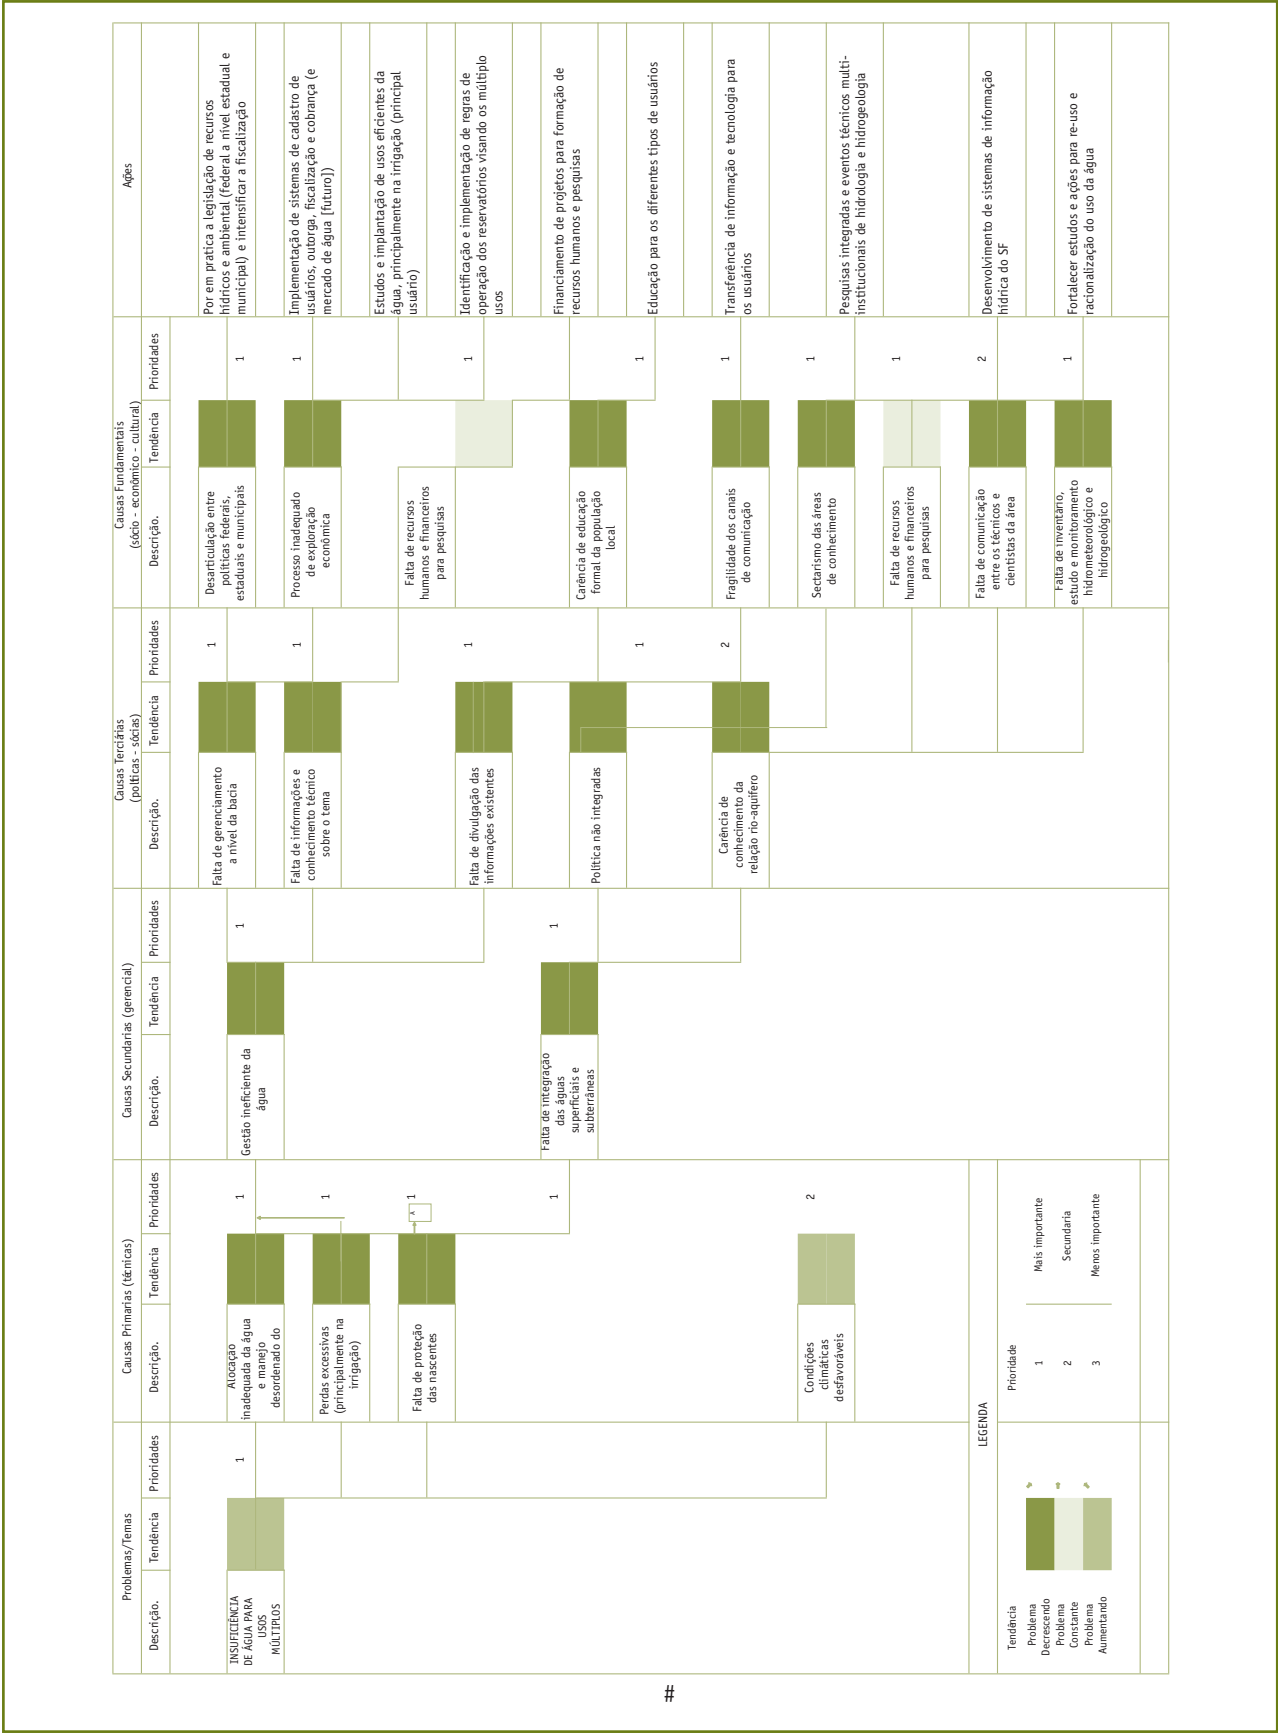 Problemas/Temas
Causas Primarias (técnicas)
Causas Secundarias (gerencial)
Causas Terciárias
(políticas - sócias)
Causas Fundamentais
(sócio - econômico - cultural)
Ações
Descrição.
Tendência
Prioridades
Descrição.
Tendência
Prioridades
Descrição.
Tendência
Prioridades
Descrição.
Tendência
Prioridades
Descrição.
Tendência
Prioridades
INSUFICIÊNCIA
DE ÁGUA PARA
USOS
MÚLTIPLOS
1
Alocação
inadequada da água
e manejo
desordenado do
1
Perdas excessivas
(principalmente na
irrigação)
1
Falta de proteção
das nascentes
1
A
1
Condições
climáticas
desfavoráveis
2
Gestão ineficiente da
água
1
Falta de integração
das águas
superficiais e
subterrâneas
1
Falta de gerenciamento
a nível da bacia
1
Falta de informações e
conhecimento técnico
sobre o tema
1
Falta de divulgação das
informações existentes
1
Política não integradas
1
Carência de
conhecimento da
relação rio-aquífero
2
Desarticulação entre
políticas federais,
estaduais e municipais
1
Processo inadequado
de exploração
econômica
1
Falta de recursos
humanos e financeiros
para pesquisas
1
Carência de educação
formal da população
local
1
Fragilidade dos canais
de comunicação
1
Sectarismo das áreas
de conhecimento
1
Falta de recursos
humanos e financeiros
para pesquisas
1
Falta de comunicação
entre os técnicos e
cientistas da área
2
Falta de inventário,
estudo e monitoramento
hidrometeorológico e
hidrogeológico
1
Por em pratica a legislação de recursos
hídricos e ambiental (federal a nível estadual e
municipal) e intensificar a fiscalização
Implementação de sistemas de cadastro de
usuários, outorga, fiscalização e cobrança (e
mercado de água [futuro])
Estudos e implantação de usos eficientes da
água, principalmente na irrigação (principal
usuário)
Identificação e implementação de regras de
operação dos reservatórios visando os múltiplo
usos
Financiamento de projetos para formação de
recursos humanos e pesquisas
Educação para os diferentes tipos de usuários
Transferência de informação e tecnologia para
os usuários
Pesquisas integradas e eventos técnicos multi-
institucionais de hidrologia e hidrogeologia
Desenvolvimento de sistemas de informação
hídrica do SF
Fortalecer estudos e ações para re-uso e
racionalização do uso da água
LEGENDA
Tendância
Problema
Decrescendo
Problema
Constante
Problema
Aumentando
Prioridade
1
Mais importante
2
Secundaria
3
Menos importante
#